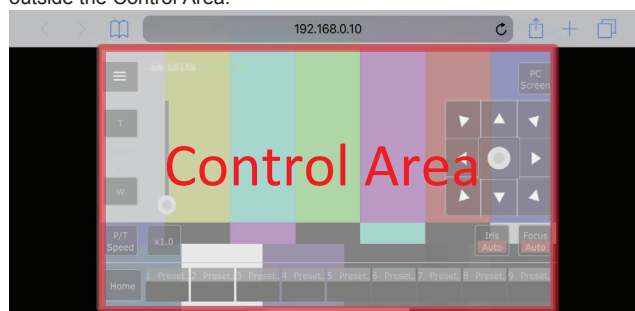 outside the Control Area.
192.168.0.10
PC
Screen
T
Control Area
W
P/T
Speed
x1.0
Iris
Auto
Focus
Auto
Home
1 Preset. 2 Preset. 3 Preset. 4 Preset. 5 Preset. 6 Preset. 7 Preset. 8 Preset. 9 Preset.